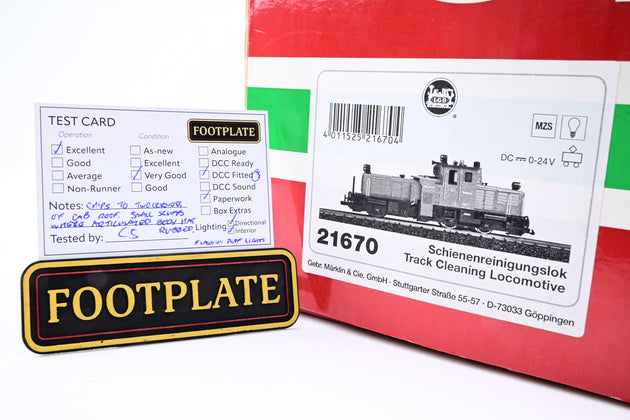 TEST CARD
FOOTPLATE
Operation
Condition
Excellent
Good
Average
Non-Runner
As-new
Excellent
Very Good
Good
Analogue
DCC Ready
DCC Fitted
DCC Sound
Paperwork
Box Extras
Notes: CHIPS TO TWO CORNERS
OF CAB ROOF. SMALL SCUFFS
WHERE ARTICULATED BODY HAS
RUBBED.
Lighting
Directional
Interior
Tested by: CS
FLASHING ROOF LIGHTS
FOOTPLATE
LGB
4 011525 216704
MZS
DC 0-24V
21670
Schienenreinigungslok
Track Cleaning Locomotive
Gebr. Märklin & Cie. GmbH · Stuttgarter Straße 55-57 · D-73033 Göppingen